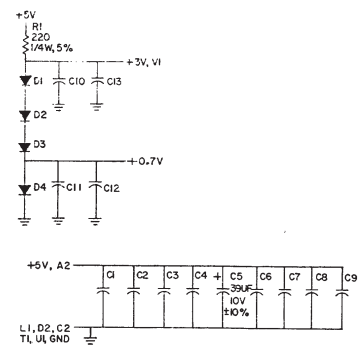 +5V
R1
220
1/4W, 5%
+3V, V1
D1
C10
C13
D2
D3
+0.7V
D4
C11
C12
+5V, A2
C1
C2
C3
C4
+
C5
C6
C7
C8
C9
39UF
10V
±10%
L1, D2, C2
T1, U1, GND